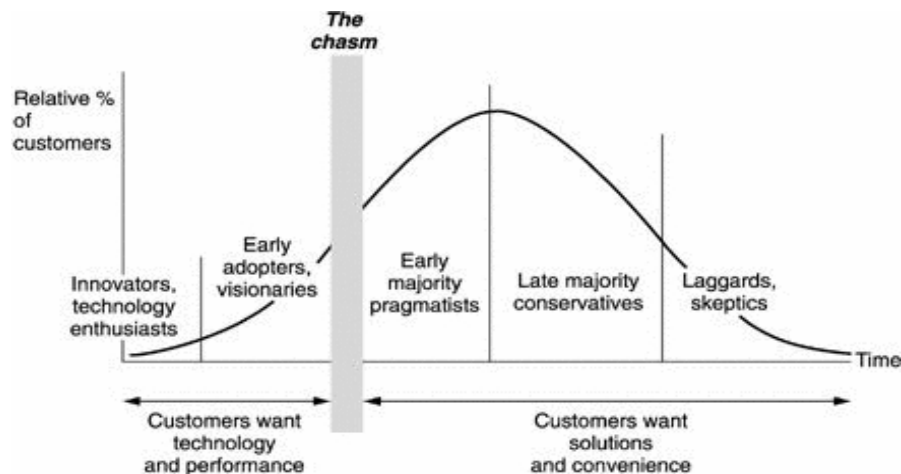 The
chasm
Relative %
of
customers
Innovators,
technology
enthusiasts
Early
adopters,
visionaries
Early
majority
pragmatists
Late majority
conservatives
Laggards,
skeptics
Time
Customers want
technology
and performance
Customers want
solutions
and convenience